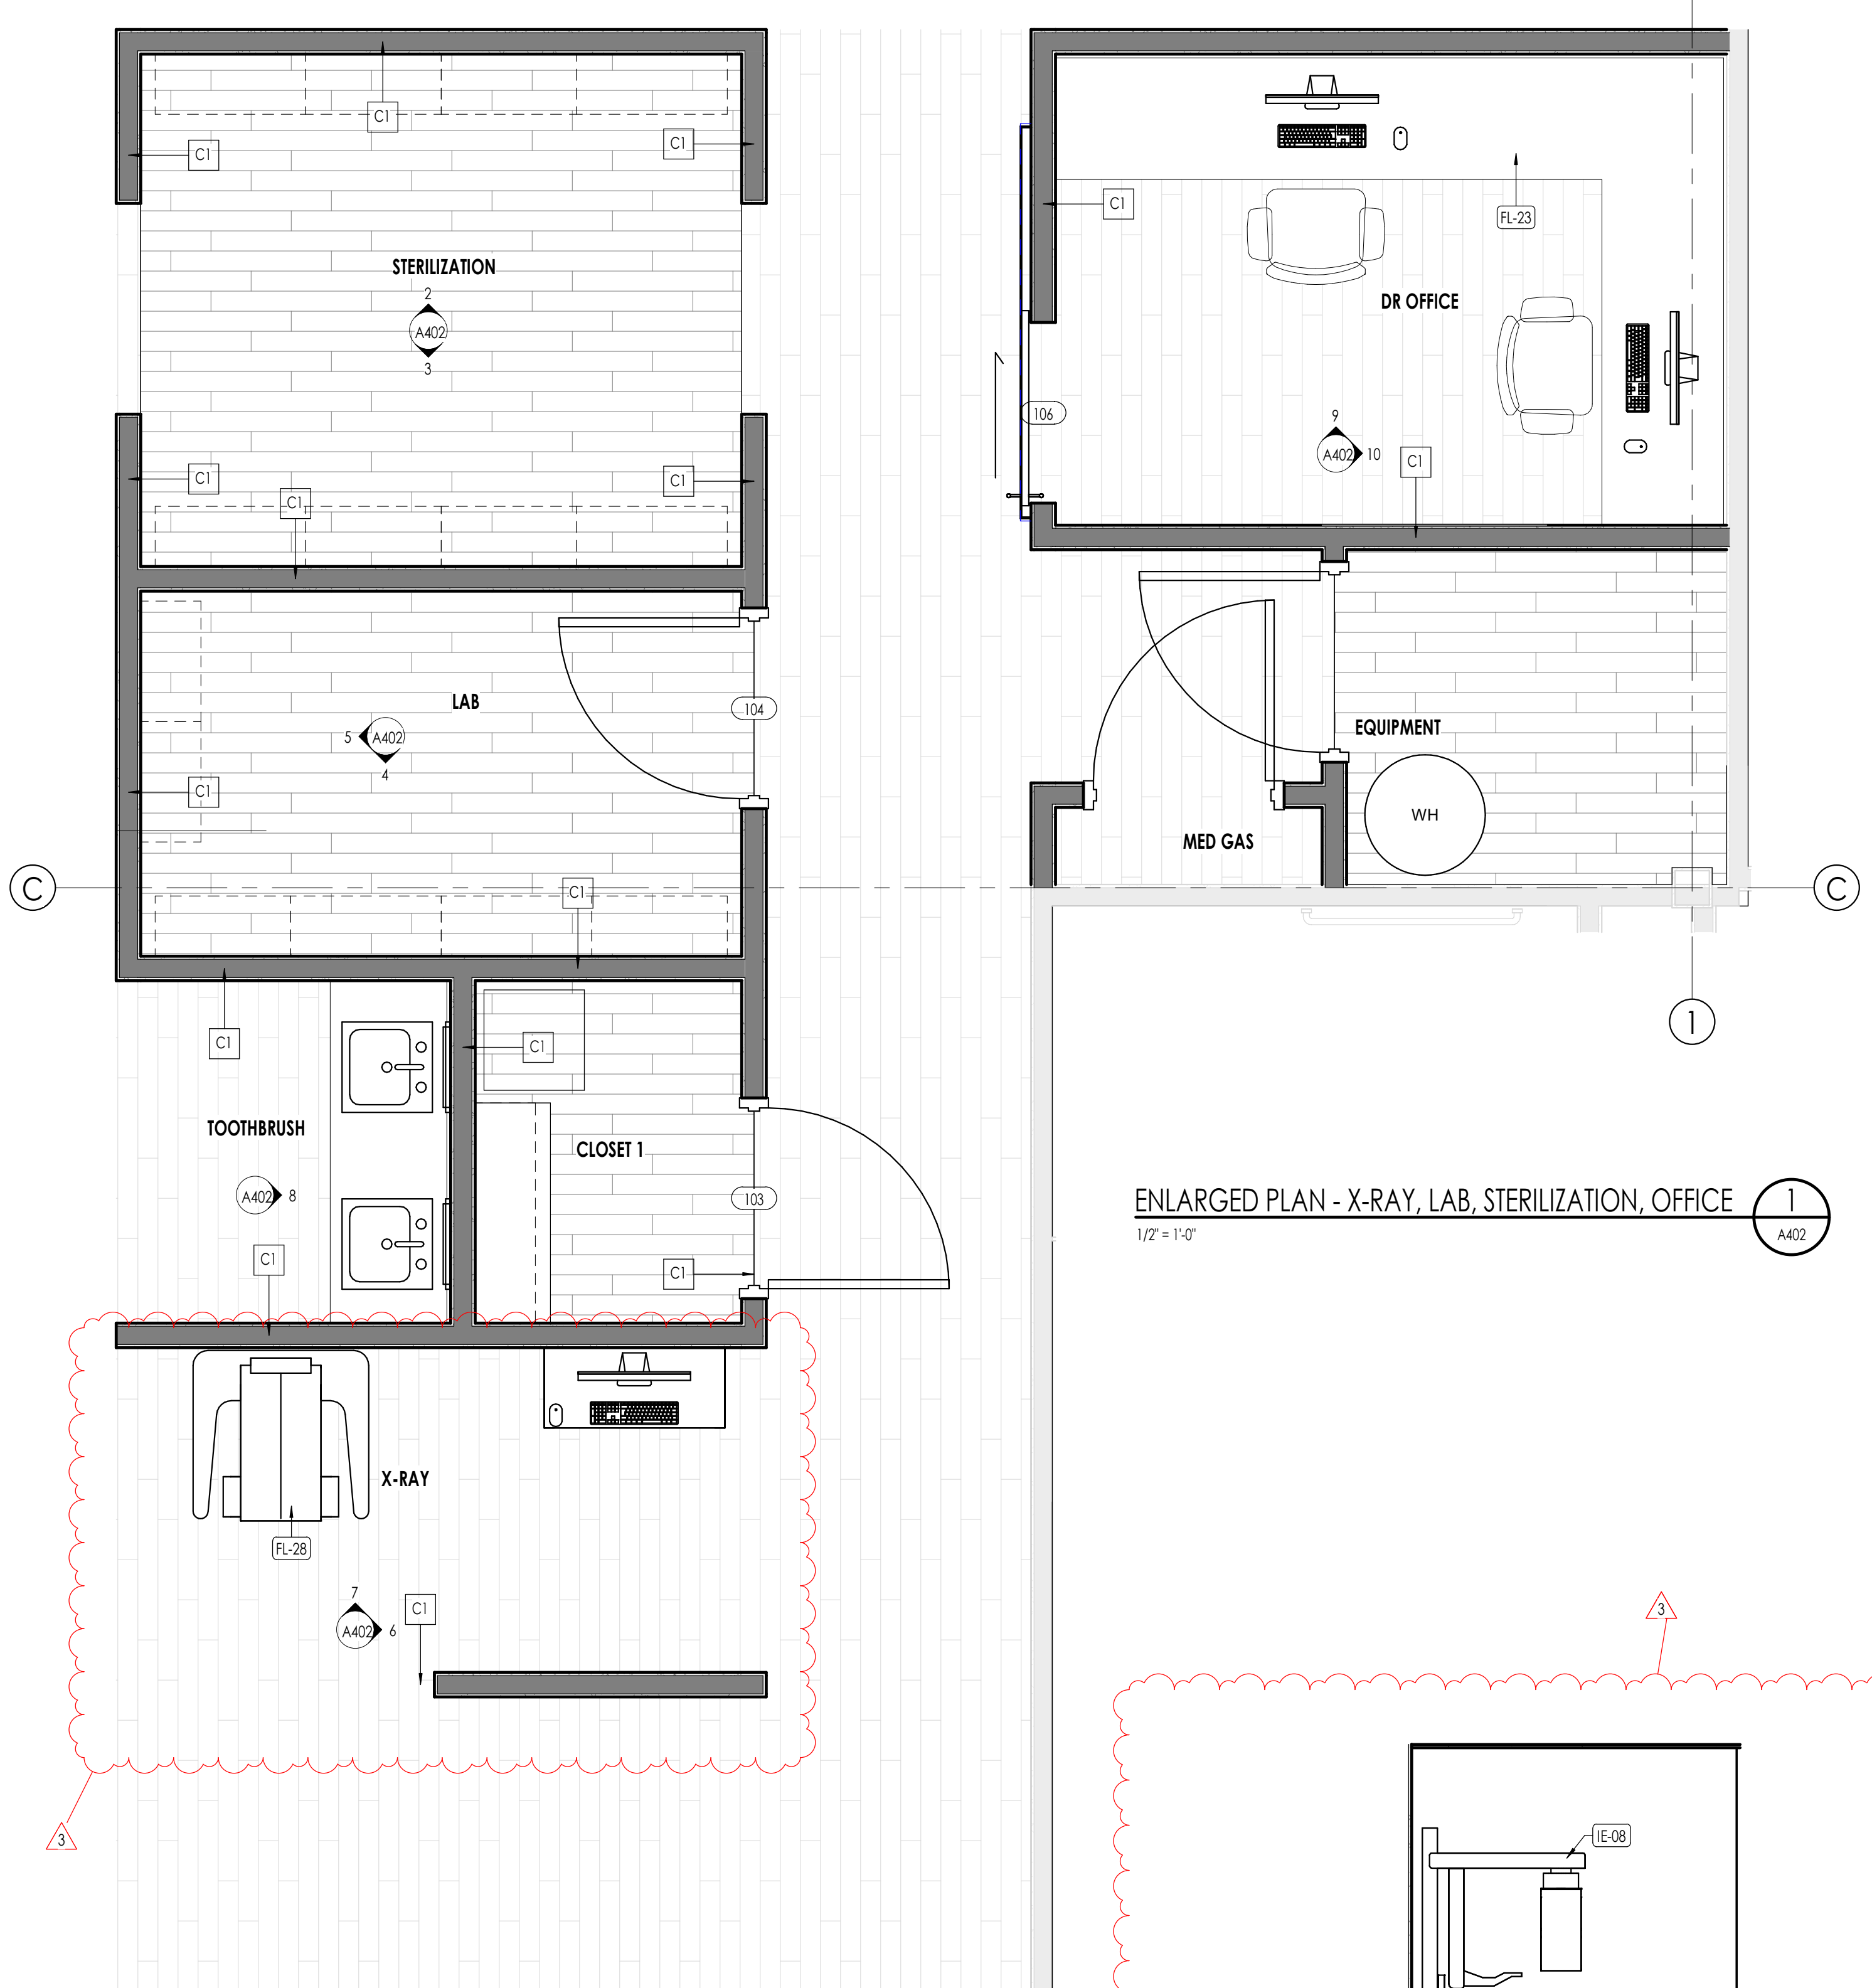 C1
C1
C1
C1
FL-23
STERILIZATION
2
A402
3
DR OFFICE
106
9
A402
10
C1
C1
C1
C1
LAB
104
5
A402
4
EQUIPMENT
C1
WH
MED GAS
C
C1
C
1
C1
C1
TOOTHBRUSH
CLOSET 1
A402
8
103
ENLARGED PLAN - X-RAY, LAB, STERILIZATION, OFFICE
1/2" = 1'-0"
1
A402
C1
C1
X-RAY
FL-28
7
A402
6
C1
3
3
IE-08